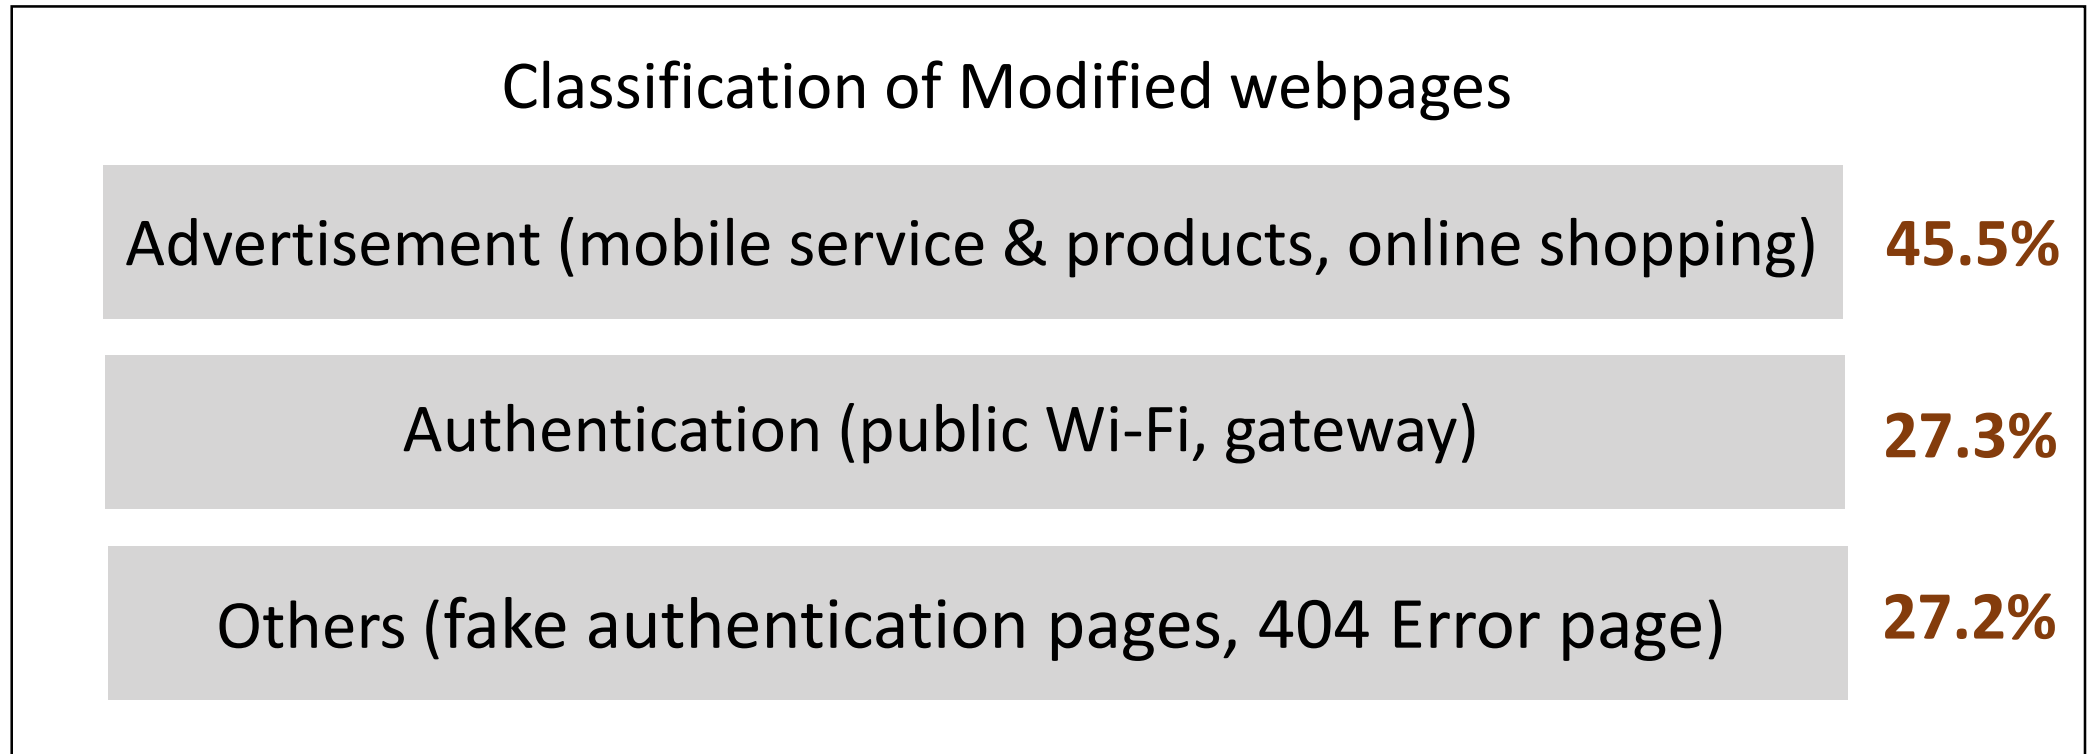 Classification of Modified webpages
Advertisement (mobile service & products, online shopping) 45.5%
Authentication (public Wi-Fi, gateway) 27.3%
Others (fake authentication pages, 404 Error page) 27.2%